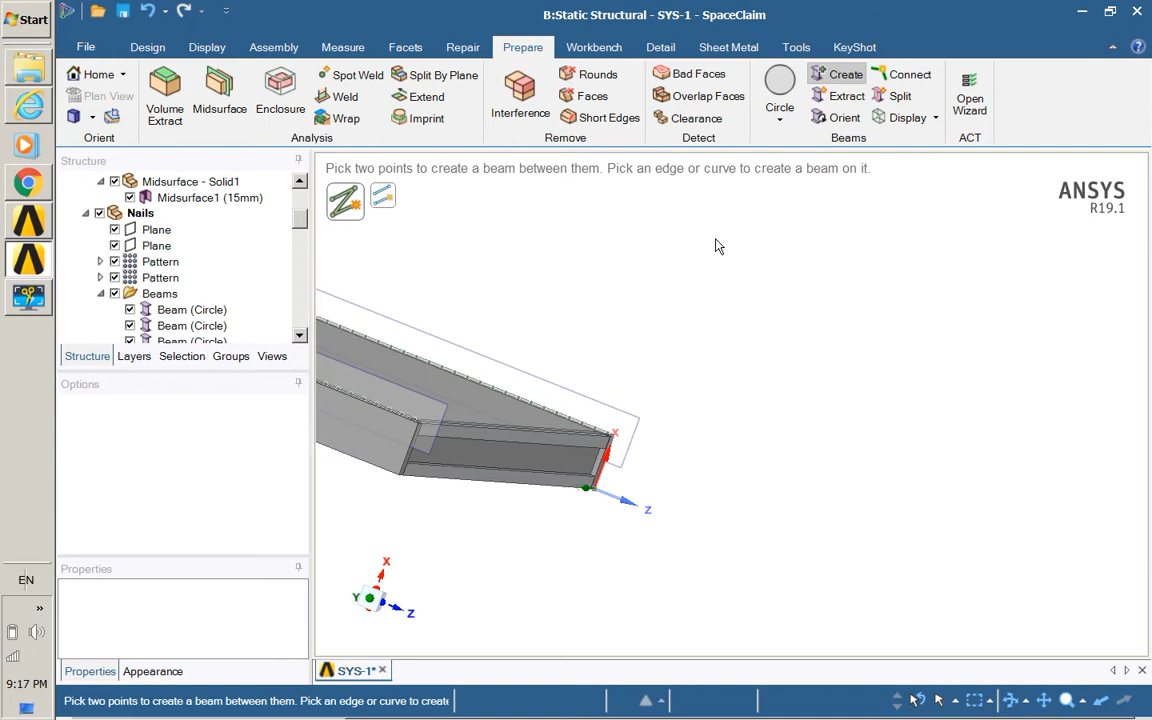 Start
B:Static Structural - SYS-1 - SpaceClaim
File Design Display Assembly Measure Facets Repair Prepare Workbench Detail Sheet Metal Tools KeyShot
Home
Plan View
Orient
Volume Extract
Midsurface
Enclosure
Spot Weld
Weld
Wrap
Split By Plane
Extend
Imprint
Analysis
Interference
Rounds
Faces
Short Edges
Remove
Bad Faces
Overlap Faces
Clearance
Detect
Circle
Create
Extract
Orient
Connect
Split
Display
Beams
Open Wizard
ACT
Structure
Midsurface - Solid1
Midsurface1 (15mm)
Nails
Plane
Plane
Pattern
Pattern
Beams
Beam (Circle)
Beam (Circle)
Beam (Circle)
Structure Layers Selection Groups Views
Options
Properties
Properties Appearance
Pick two points to create a beam between them. Pick an edge or curve to create a beam on it.
ANSYS
R19.1
X
Z
X
Y
Z
SYS-1*
EN
»
9:17 PM
Pick two points to create a beam between them. Pick an edge or curve to create